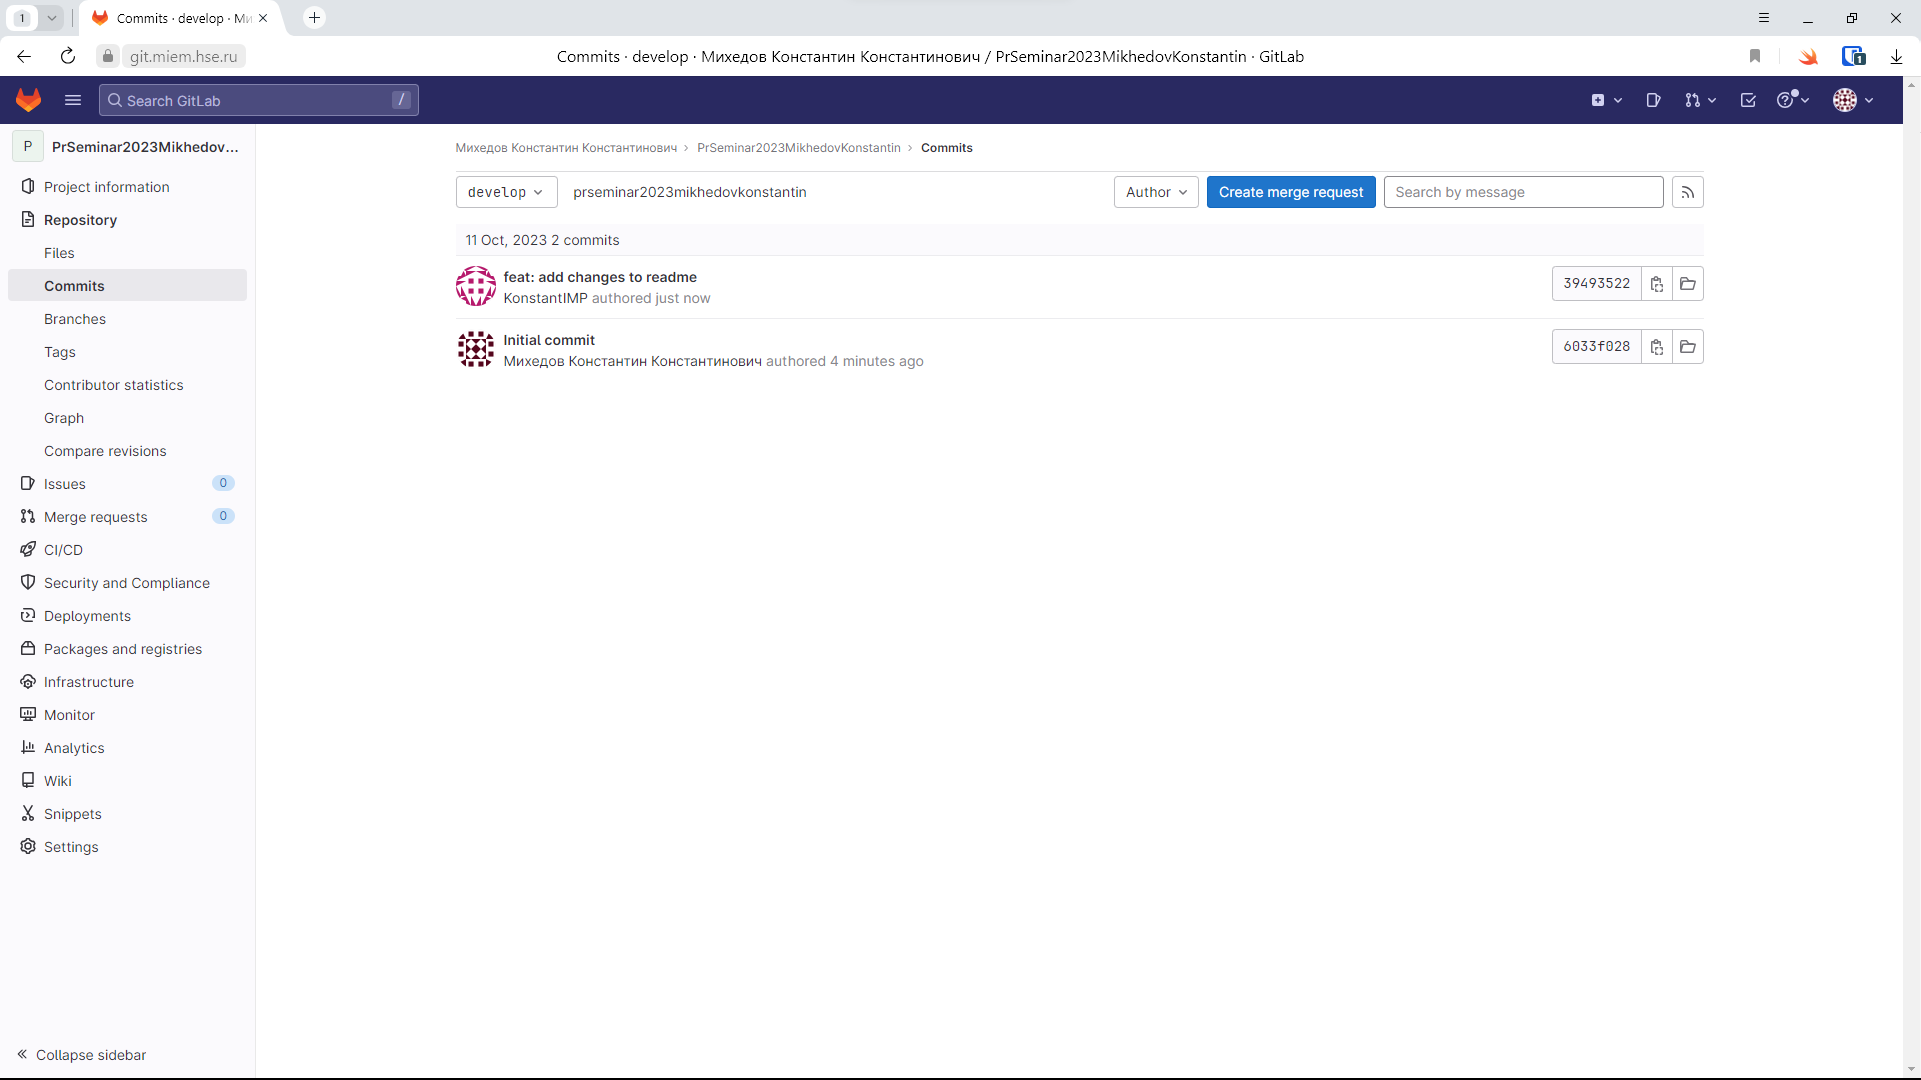 1
Commits · develop · Ми
git.miem.hse.ru
Commits · develop · Михедов Константин Константинович / PrSeminar2023MikhedovKonstantin · GitLab
1
Search GitLab
/
P
PrSeminar2023Mikhedov...
Project information
Repository
Files
Commits
Branches
Tags
Contributor statistics
Graph
Compare revisions
Issues 0
Merge requests 0
CI/CD
Security and Compliance
Deployments
Packages and registries
Infrastructure
Monitor
Analytics
Wiki
Snippets
Settings
Collapse sidebar
Михедов Константин Константинович › PrSeminar2023MikhedovKonstantin › Commits
develop prseminar2023mikhedovkonstantin Author Create merge request Search by message
11 Oct, 2023 2 commits
feat: add changes to readme
KonstantIMP authored just now
39493522
Initial commit
Михедов Константин Константинович authored 4 minutes ago
6033f028